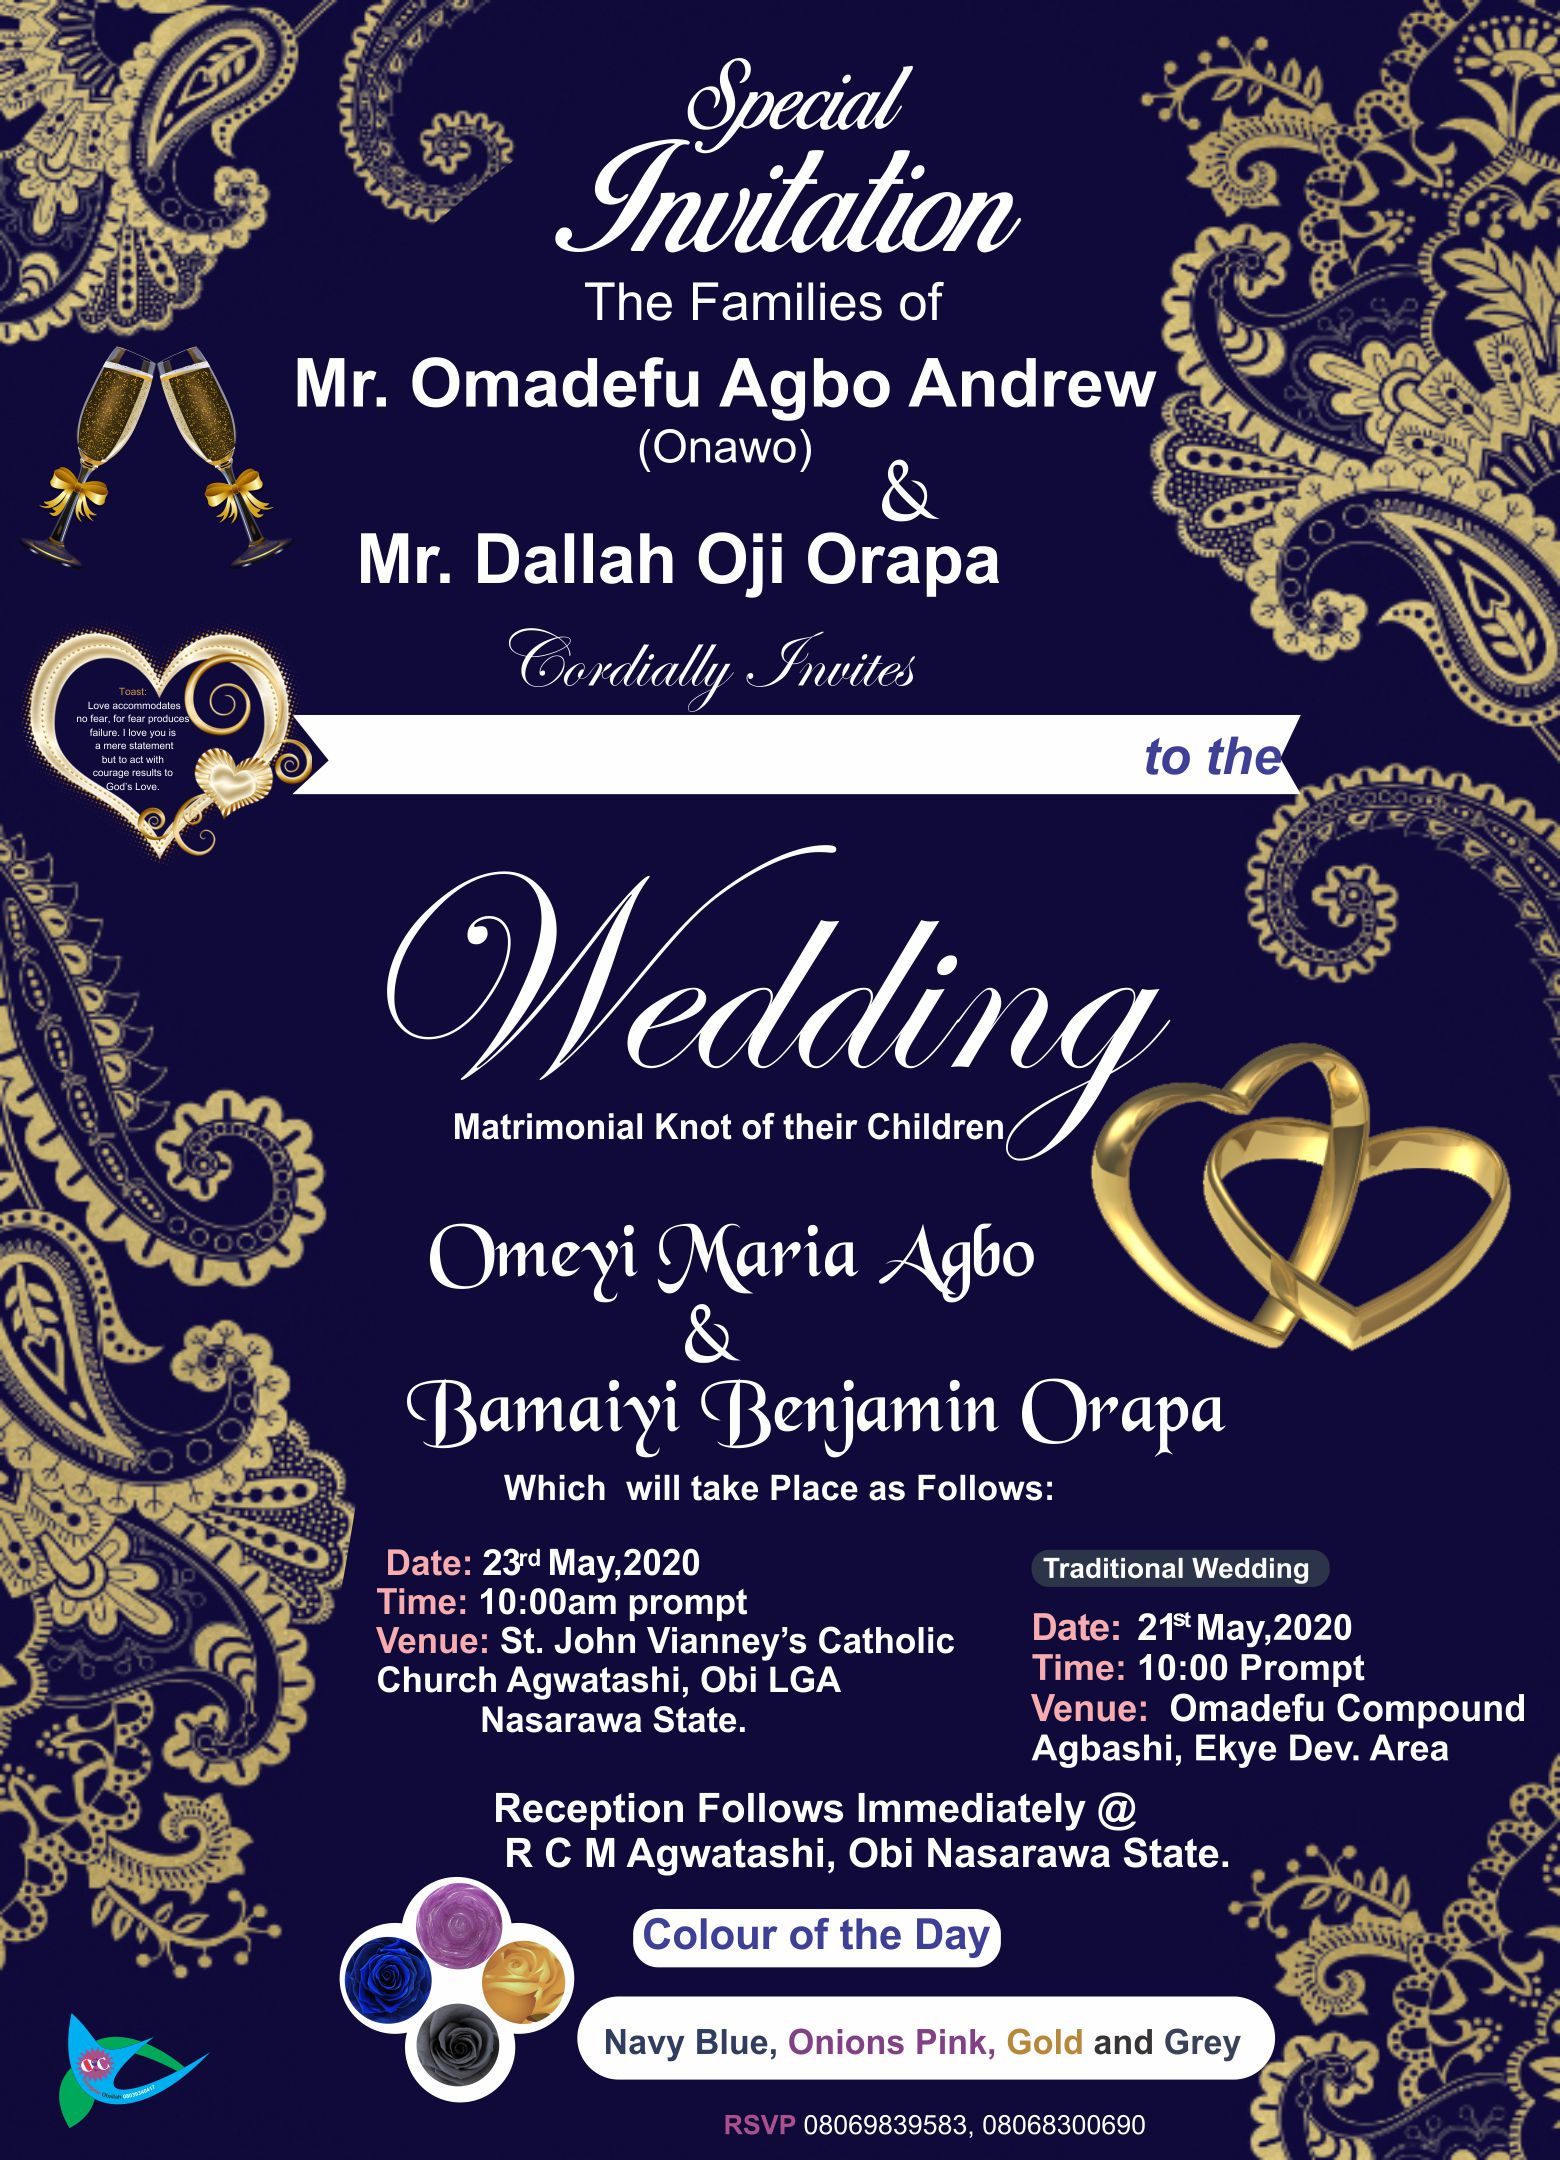 Special
Invitation
The Families of
Mr. Omadefu Agbo Andrew
(Onawo)
&
Mr. Dallah Oji Orapa
Cordially Invites
to the
Toast:
Love accommodates
no fear, for fear produces
failure. I love you is
a mere statement
but to act with
courage results to
God's Love.
Wedding
Matrimonial Knot of their Children
Omeyi Maria Agbo
&
Bamaiyi Benjamin Orapa
Which will take Place as Follows:
Date: 23rd May,2020
Time: 10:00am prompt
Venue: St. John Vianney's Catholic
Church Agwatashi, Obi LGA
Nasarawa State.
Traditional Wedding
Date: 21st May,2020
Time: 10:00 Prompt
Venue: Omadefu Compound
Agbashi, Ekye Dev. Area
Reception Follows Immediately @
R C M Agwatashi, Obi Nasarawa State.
Colour of the Day
Navy Blue, Onions Pink, Gold and Grey
RSVP 08069839583, 08068300690